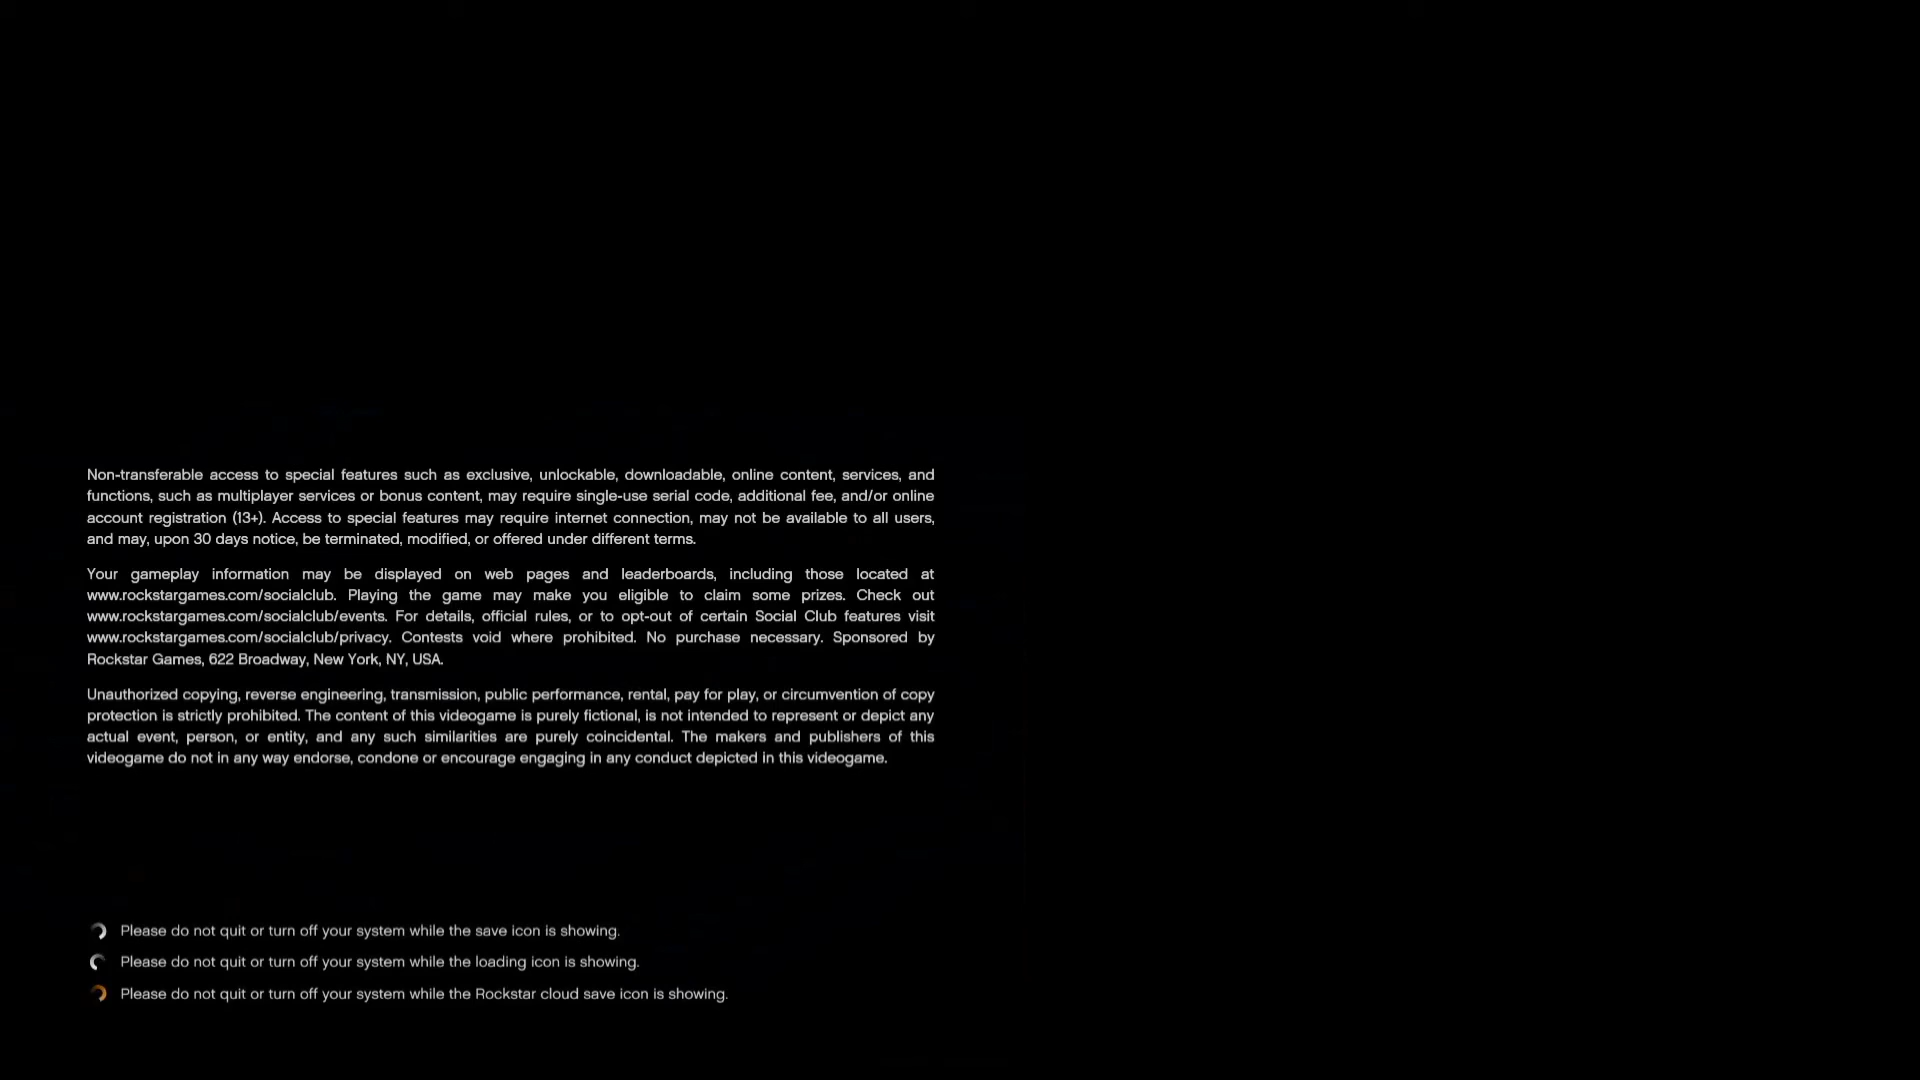 Non-transferable access to special features such as exclusive, unlockable, downloadable, online content, services, and
functions, such as multiplayer services or bonus content, may require single-use serial code, additional fee, and/or online
account registration (13+). Access to special features may require internet connection, may not be available to all users,
and may, upon 30 days notice, be terminated, modified, or offered under different terms.
Your gameplay information may be displayed on web pages and leaderboards, including those located at
www.rockstargames.com/socialclub. Playing the game may make you eligible to claim some prizes. Check out
www.rockstargames.com/socialclub/events. For details, official rules, or to opt-out of certain Social Club features visit
www.rockstargames.com/socialclub/privacy. Contests void where prohibited. No purchase necessary. Sponsored by
Rockstar Games, 622 Broadway, New York, NY, USA.
Unauthorized copying, reverse engineering, transmission, public performance, rental, pay for play, or circumvention of copy
protection is strictly prohibited. The content of this videogame is purely fictional, is not intended to represent or depict any
actual event, person, or entity, and any such similarities are purely coincidental. The makers and publishers of this
videogame do not in any way endorse, condone or encourage engaging in any conduct depicted in this videogame.
Please do not quit or turn off your system while the save icon is showing.
Please do not quit or turn off your system while the loading icon is showing.
Please do not quit or turn off your system while the Rockstar cloud save icon is showing.